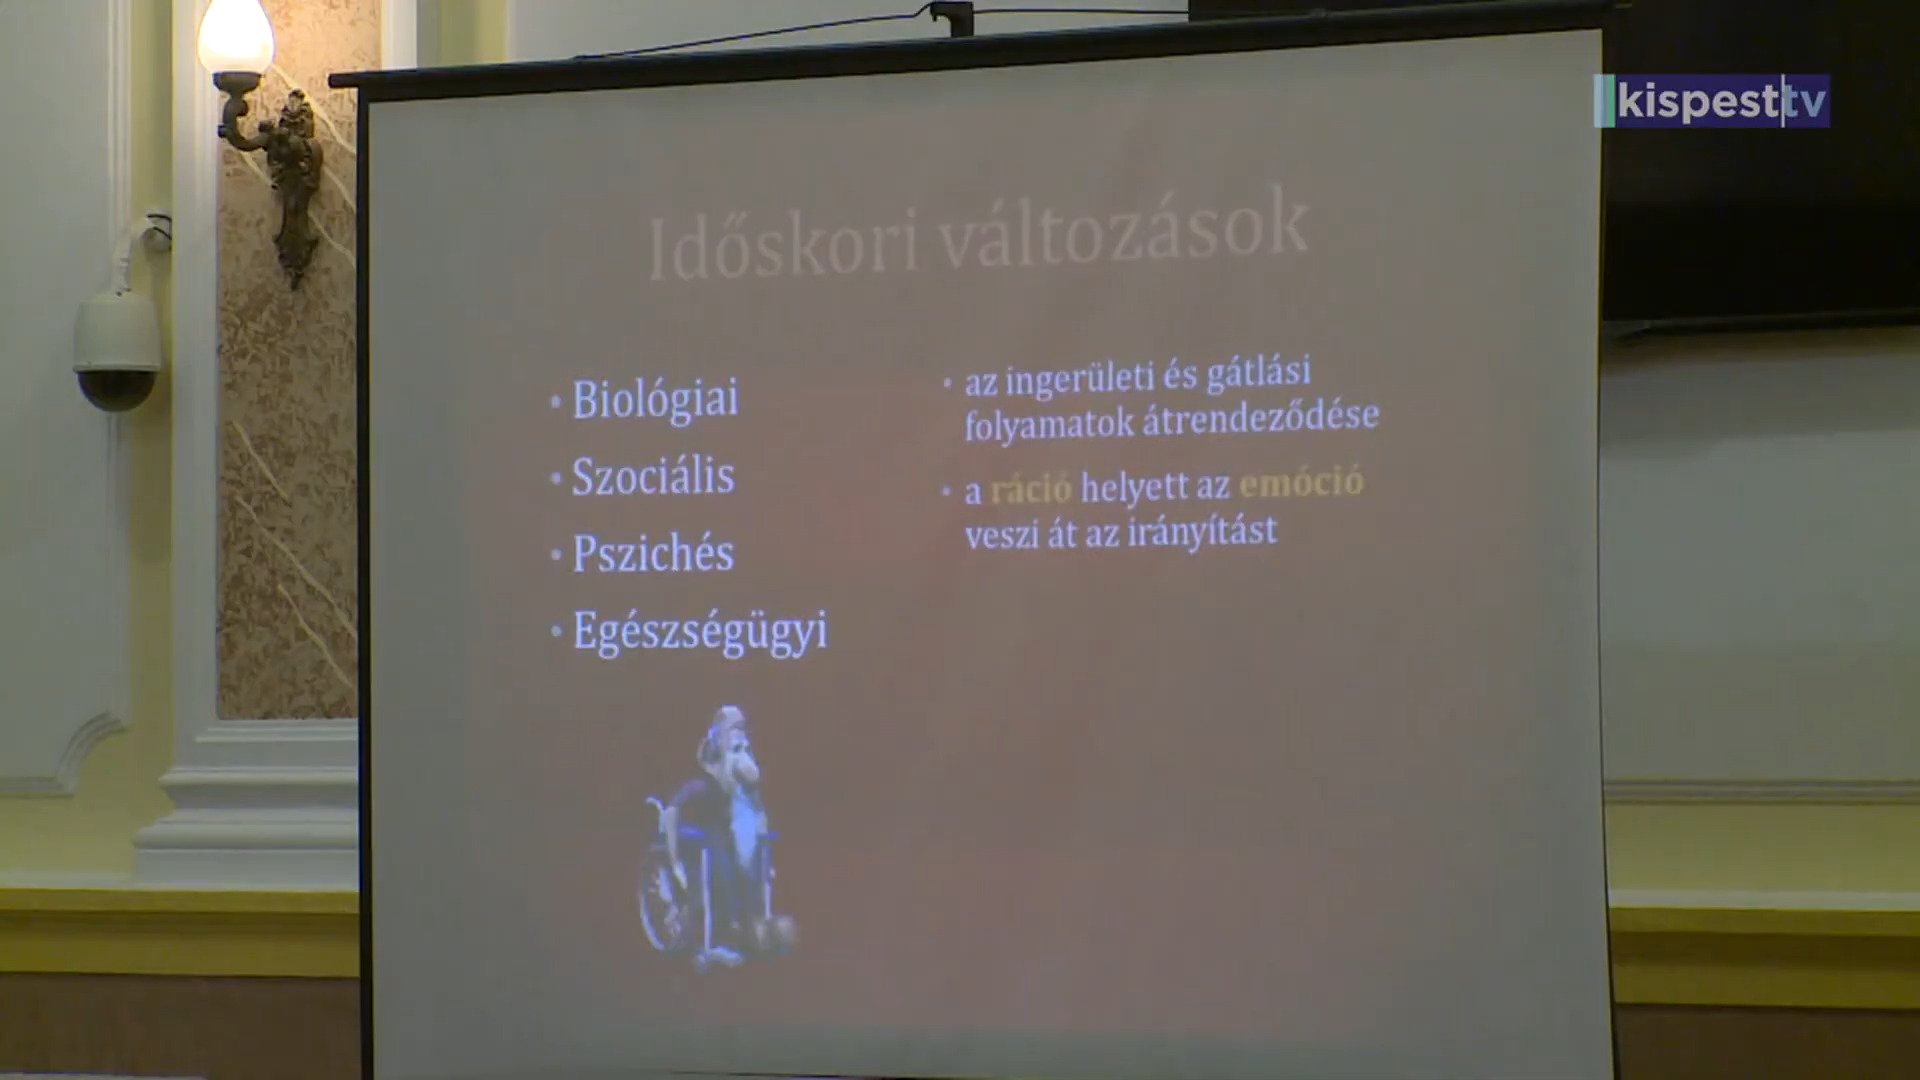 kispest tv
Időskori változások
• Biológiai
• Szociális
• Pszichés
• Egészségügyi
• az ingerületi és gátlási
folyamatok átrendeződése
• a ráció helyett az emóció
veszi át az irányítást